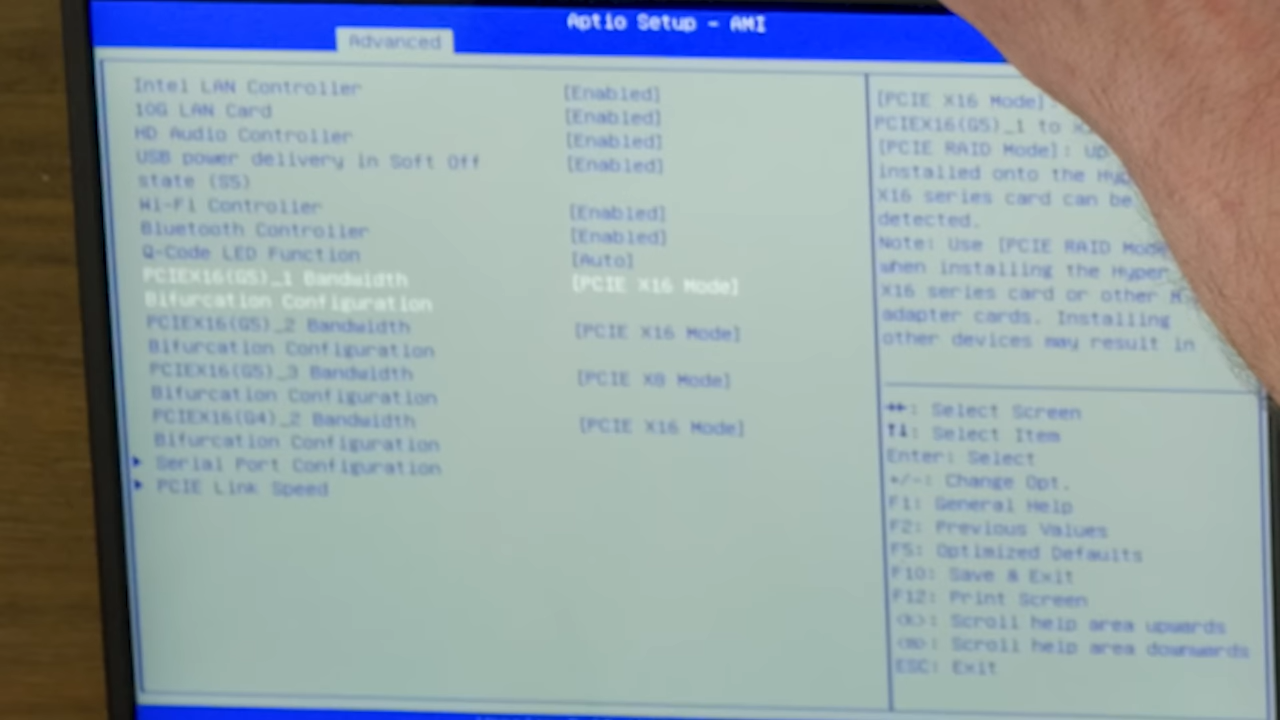 Aptio Setup - AMI
Advanced
Intel LAN Controller [Enabled]
10G LAN Card [Enabled]
HD Audio Controller [Enabled]
USB power delivery in Soft Off [Enabled]
state (S5)
Wi-Fi Controller [Enabled]
Bluetooth Controller [Enabled]
Q-Code LED Function [Auto]
PCIEX16(G5)_1 Bandwidth [PCIE X16 Mode]
Bifurcation Configuration
PCIEX16(G5)_2 Bandwidth [PCIE X16 Mode]
Bifurcation Configuration
PCIEX16(G5)_3 Bandwidth [PCIE X8 Mode]
Bifurcation Configuration
PCIEX16(G4)_2 Bandwidth [PCIE X16 Mode]
Bifurcation Configuration
Serial Port Configuration
PCIE Link Speed
[PCIE X16 Mode]:
PCIEX16(G5)_1 to
[PCIE RAID Mode]: Up
installed onto the
X16 series card can be
detected.
Note: Use [PCIE RAID Mode
when installing the Hyper
X16 series card or other M.
adapter cards. Installing
other devices may result in
→←: Select Screen
↑↓: Select Item
Enter: Select
+/-: Change Opt.
F1: General Help
F2: Previous Values
F5: Optimized Defaults
F10: Save & Exit
F12: Print Screen
<k>: Scroll help area upwards
<m>: Scroll help area downwards
ESC: Exit